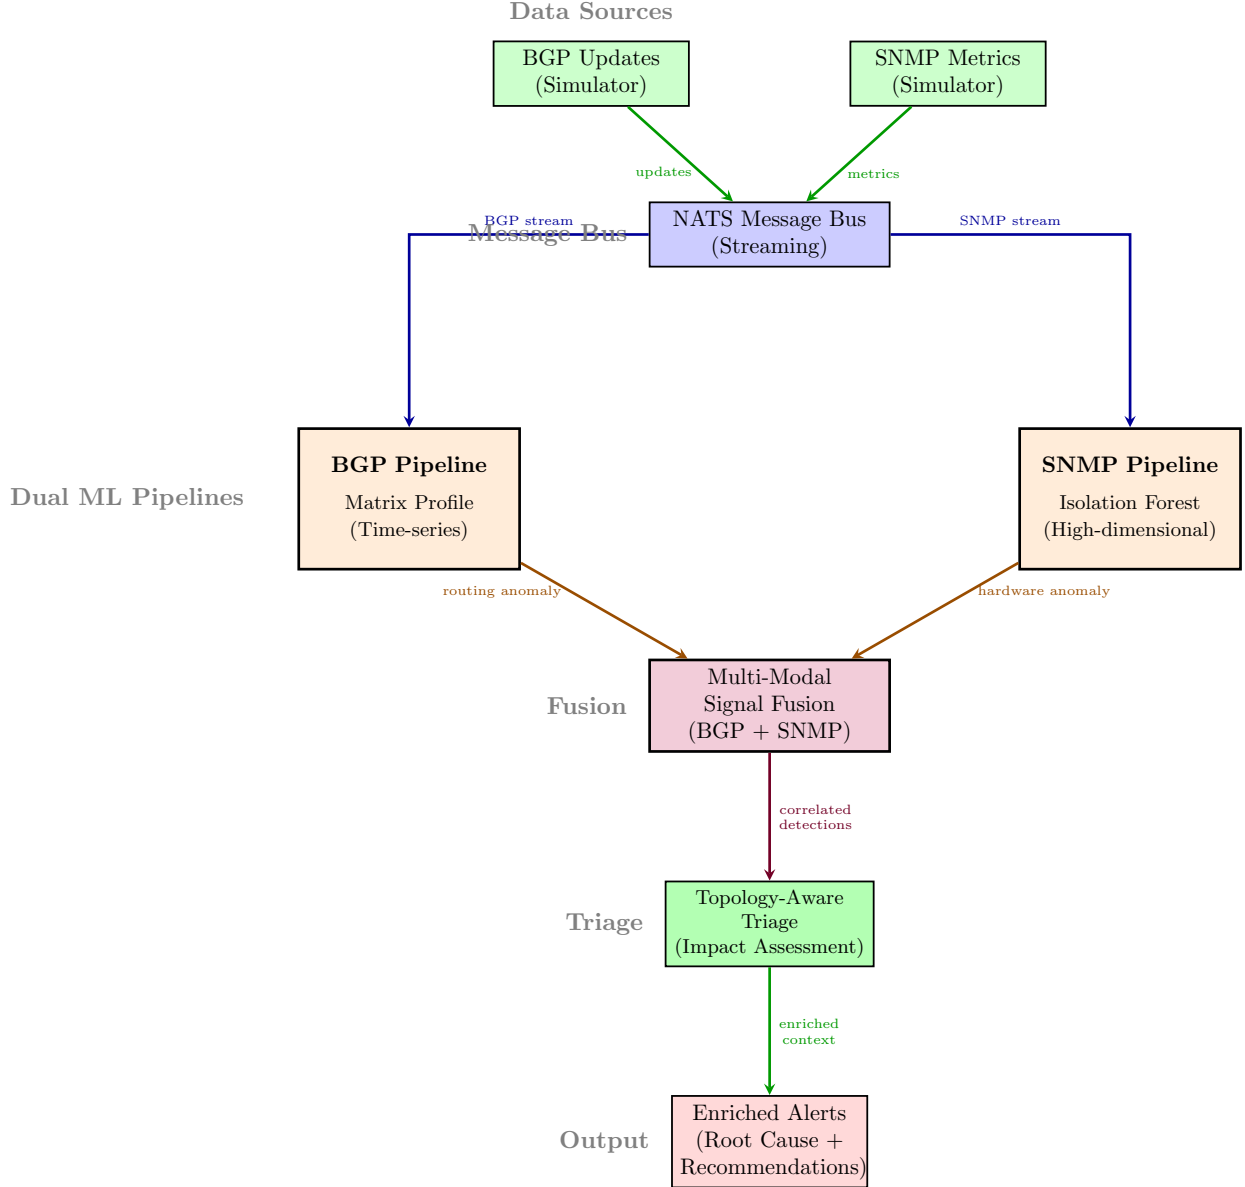 Data Sources
BGP Updates
(Simulator)
SNMP Metrics
(Simulator)
updates
metrics
BGP stream
SNMP stream
Message Bus
NATS Message Bus
(Streaming)
Dual ML Pipelines
BGP Pipeline
Matrix Profile
(Time-series)
SNMP Pipeline
Isolation Forest
(High-dimensional)
routing anomaly
hardware anomaly
Fusion
Multi-Modal
Signal Fusion
(BGP + SNMP)
correlated
detections
Triage
Topology-Aware
Triage
(Impact Assessment)
enriched
context
Output
Enriched Alerts
(Root Cause +
Recommendations)